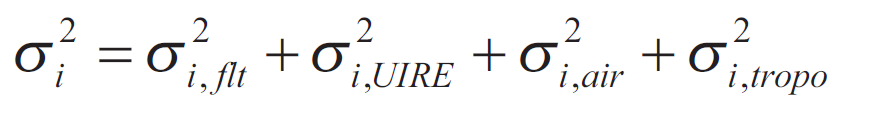 σ_i^2 = σ_{i,flt}^2 + σ_{i,UIRE}^2 + σ_{i,air}^2 + σ_{i,tropo}^2